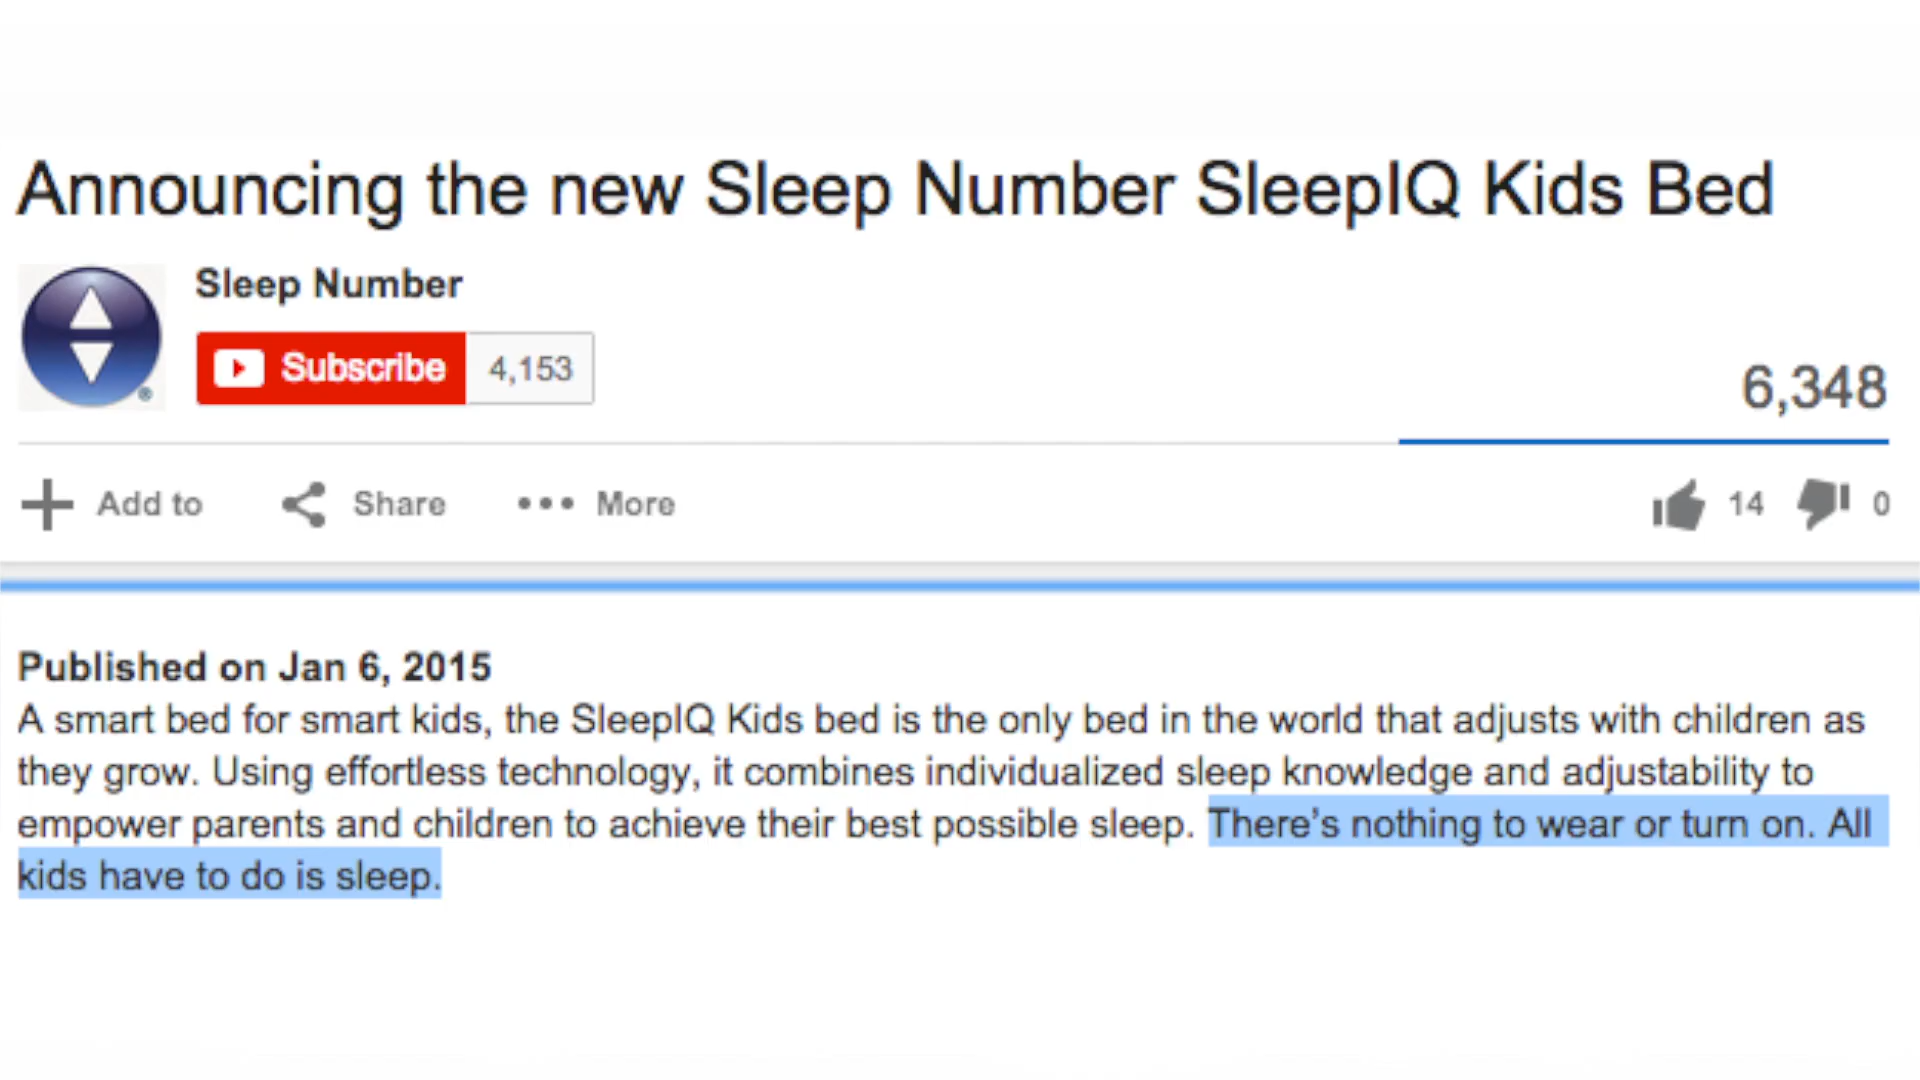 Announcing the new Sleep Number SleepIQ Kids Bed
Sleep Number
Subscribe 4,153
6,348
Add to Share More 14 0
Published on Jan 6, 2015
A smart bed for smart kids, the SleepIQ Kids bed is the only bed in the world that adjusts with children as
they grow. Using effortless technology, it combines individualized sleep knowledge and adjustability to
empower parents and children to achieve their best possible sleep. There's nothing to wear or turn on. All
kids have to do is sleep.